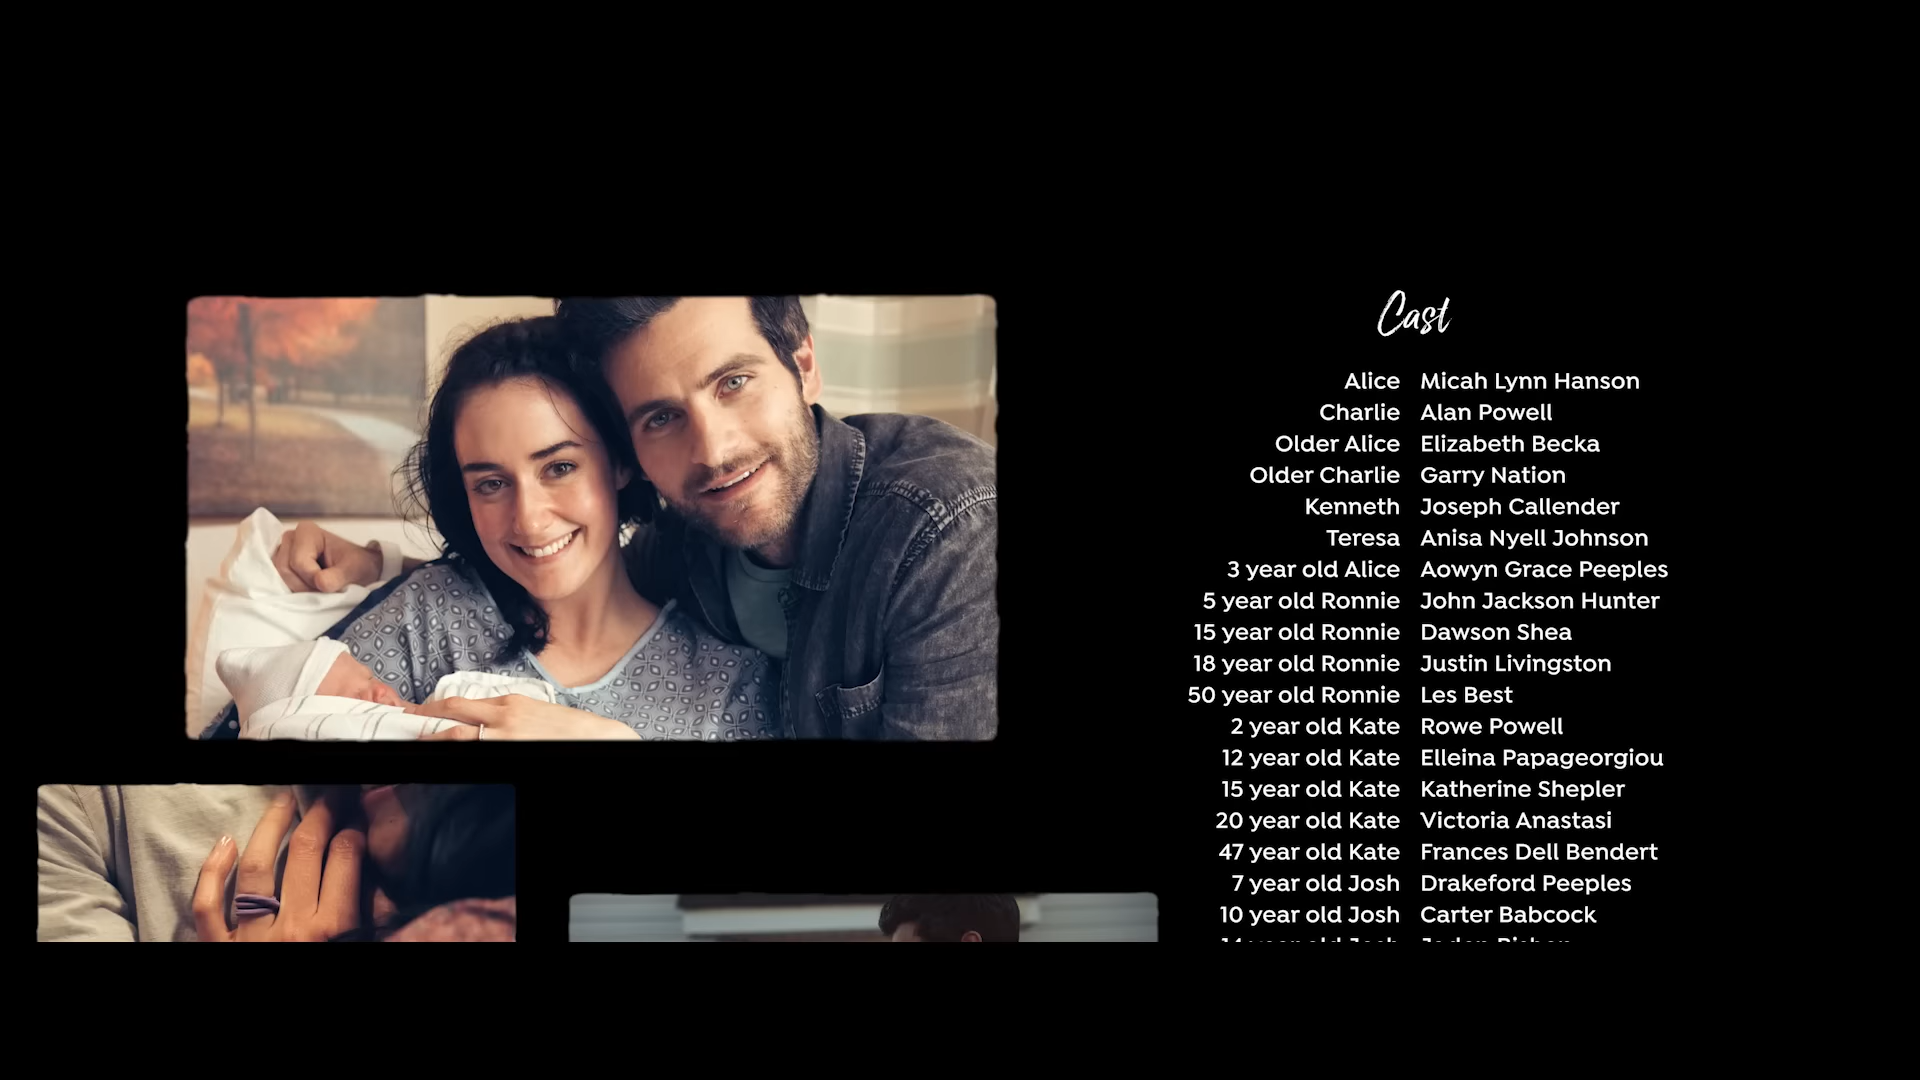 Cast
Alice Micah Lynn Hanson
Charlie Alan Powell
Older Alice Elizabeth Becka
Older Charlie Garry Nation
Kenneth Joseph Callender
Teresa Anisa Nyell Johnson
3 year old Alice Aowyn Grace Peeples
5 year old Ronnie John Jackson Hunter
15 year old Ronnie Dawson Shea
18 year old Ronnie Justin Livingston
50 year old Ronnie Les Best
2 year old Kate Rowe Powell
12 year old Kate Elleina Papageorgiou
15 year old Kate Katherine Shepler
20 year old Kate Victoria Anastasi
47 year old Kate Frances Dell Bendert
7 year old Josh Drakeford Peeples
10 year old Josh Carter Babcock